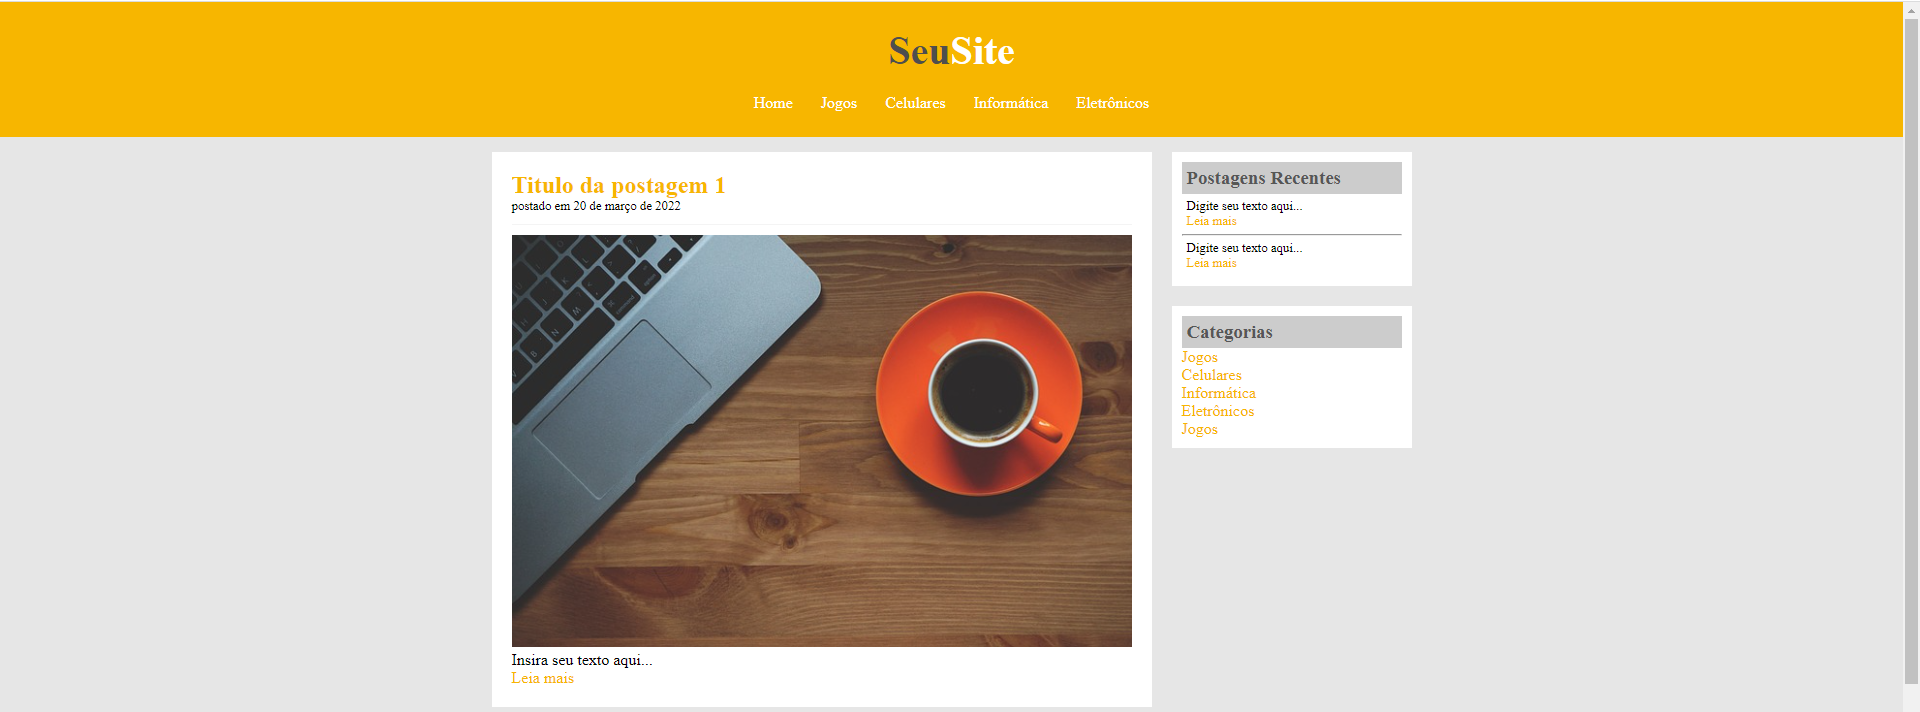 SeuSite
Home Jogos Celulares Informática Eletrônicos
Titulo da postagem 1
postado em 20 de março de 2022
Insira seu texto aqui...
Leia mais
Postagens Recentes
Digite seu texto aqui...
Leia mais
Digite seu texto aqui...
Leia mais
Categorias
Jogos
Celulares
Informática
Eletrônicos
Jogos